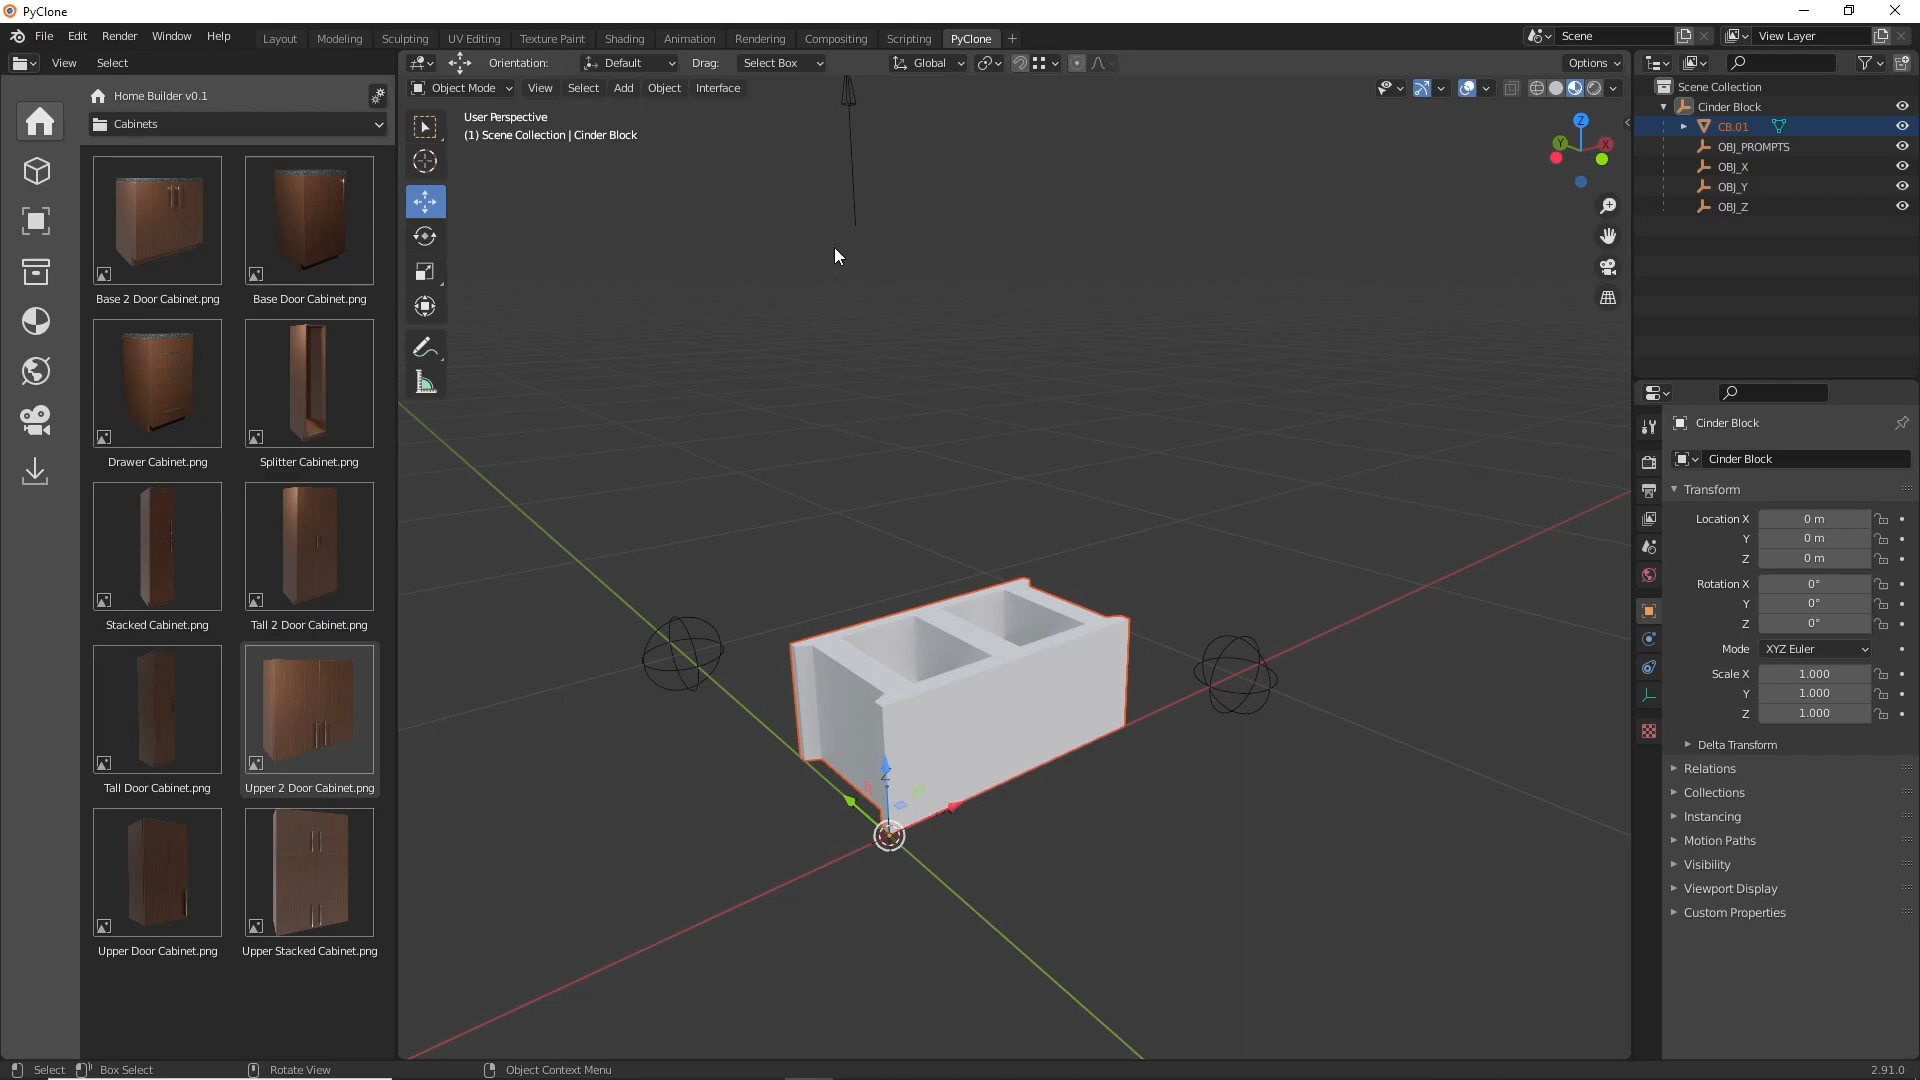 PyClone
File Edit Render Window Help
Layout Modeling Sculpting UV Editing Texture Paint Shading Animation Rendering Compositing Scripting PyClone
Scene
View Layer
View Select
Orientation: Default Drag: Select Box
Global
Options
Object Mode View Select Add Object Interface
Home Builder v0.1
Cabinets
Base 2 Door Cabinet.png
Base Door Cabinet.png
Drawer Cabinet.png
Splitter Cabinet.png
Stacked Cabinet.png
Tall 2 Door Cabinet.png
Tall Door Cabinet.png
Upper 2 Door Cabinet.png
Upper Door Cabinet.png
Upper Stacked Cabinet.png
User Perspective
(1) Scene Collection | Cinder Block
Z
Y
X
Z
Scene Collection
Cinder Block
CB.01
OBJ_PROMPTS
OBJ_X
OBJ_Y
OBJ_Z
Cinder Block
Cinder Block
Transform
Location X 0 m
Y 0 m
Z 0 m
Rotation X 0°
Y 0°
Z 0°
Mode XYZ Euler
Scale X 1.000
Y 1.000
Z 1.000
Delta Transform
Relations
Collections
Instancing
Motion Paths
Visibility
Viewport Display
Custom Properties
Select Box Select Rotate View Object Context Menu
2.91.0